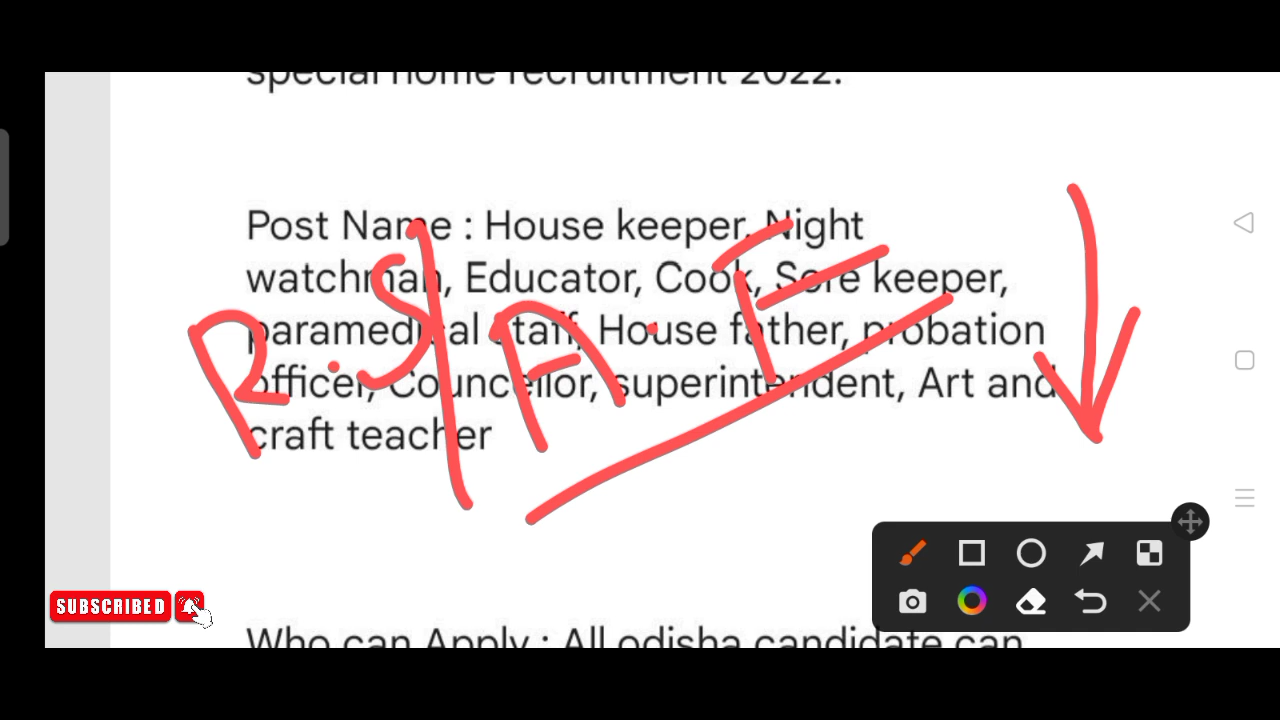 special home recruitment 2022.
Post Name : House keeper, Night
watchman, Educator, Cook, Sore keeper,
paramedical staff, House father, probation
officer, Councellor, superintendent, Art and
craft teacher
R.S/A.F
SUBSCRIBED
Who can Apply : All odisha candidate can